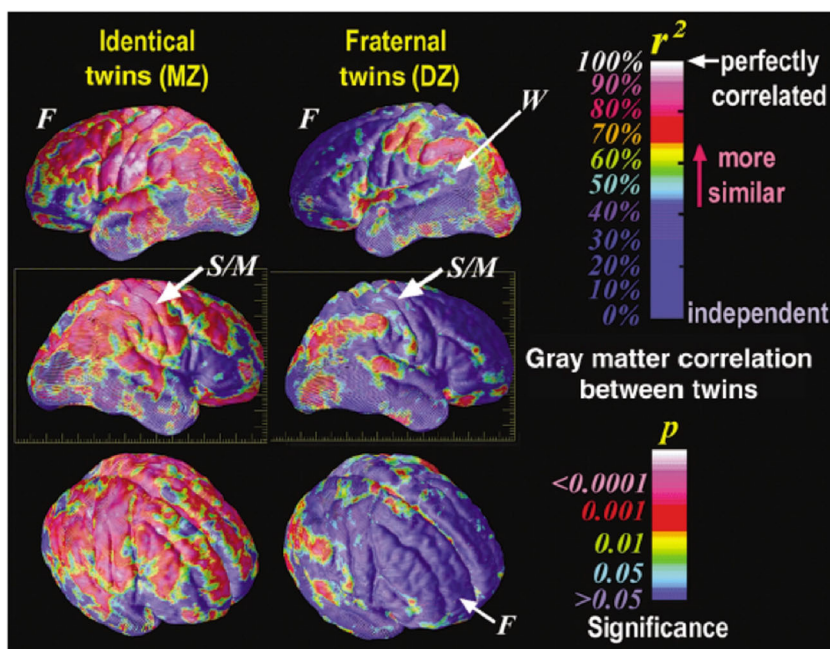 Identical
twins (MZ)
Fraternal
twins (DZ)
F
F
W
S/M
S/M
F
r²
100%
90%
80%
70%
60%
50%
40%
30%
20%
10%
0%
perfectly
correlated
more
similar
independent
Gray matter correlation
between twins
p
<0.0001
0.001
0.01
0.05
>0.05
Significance